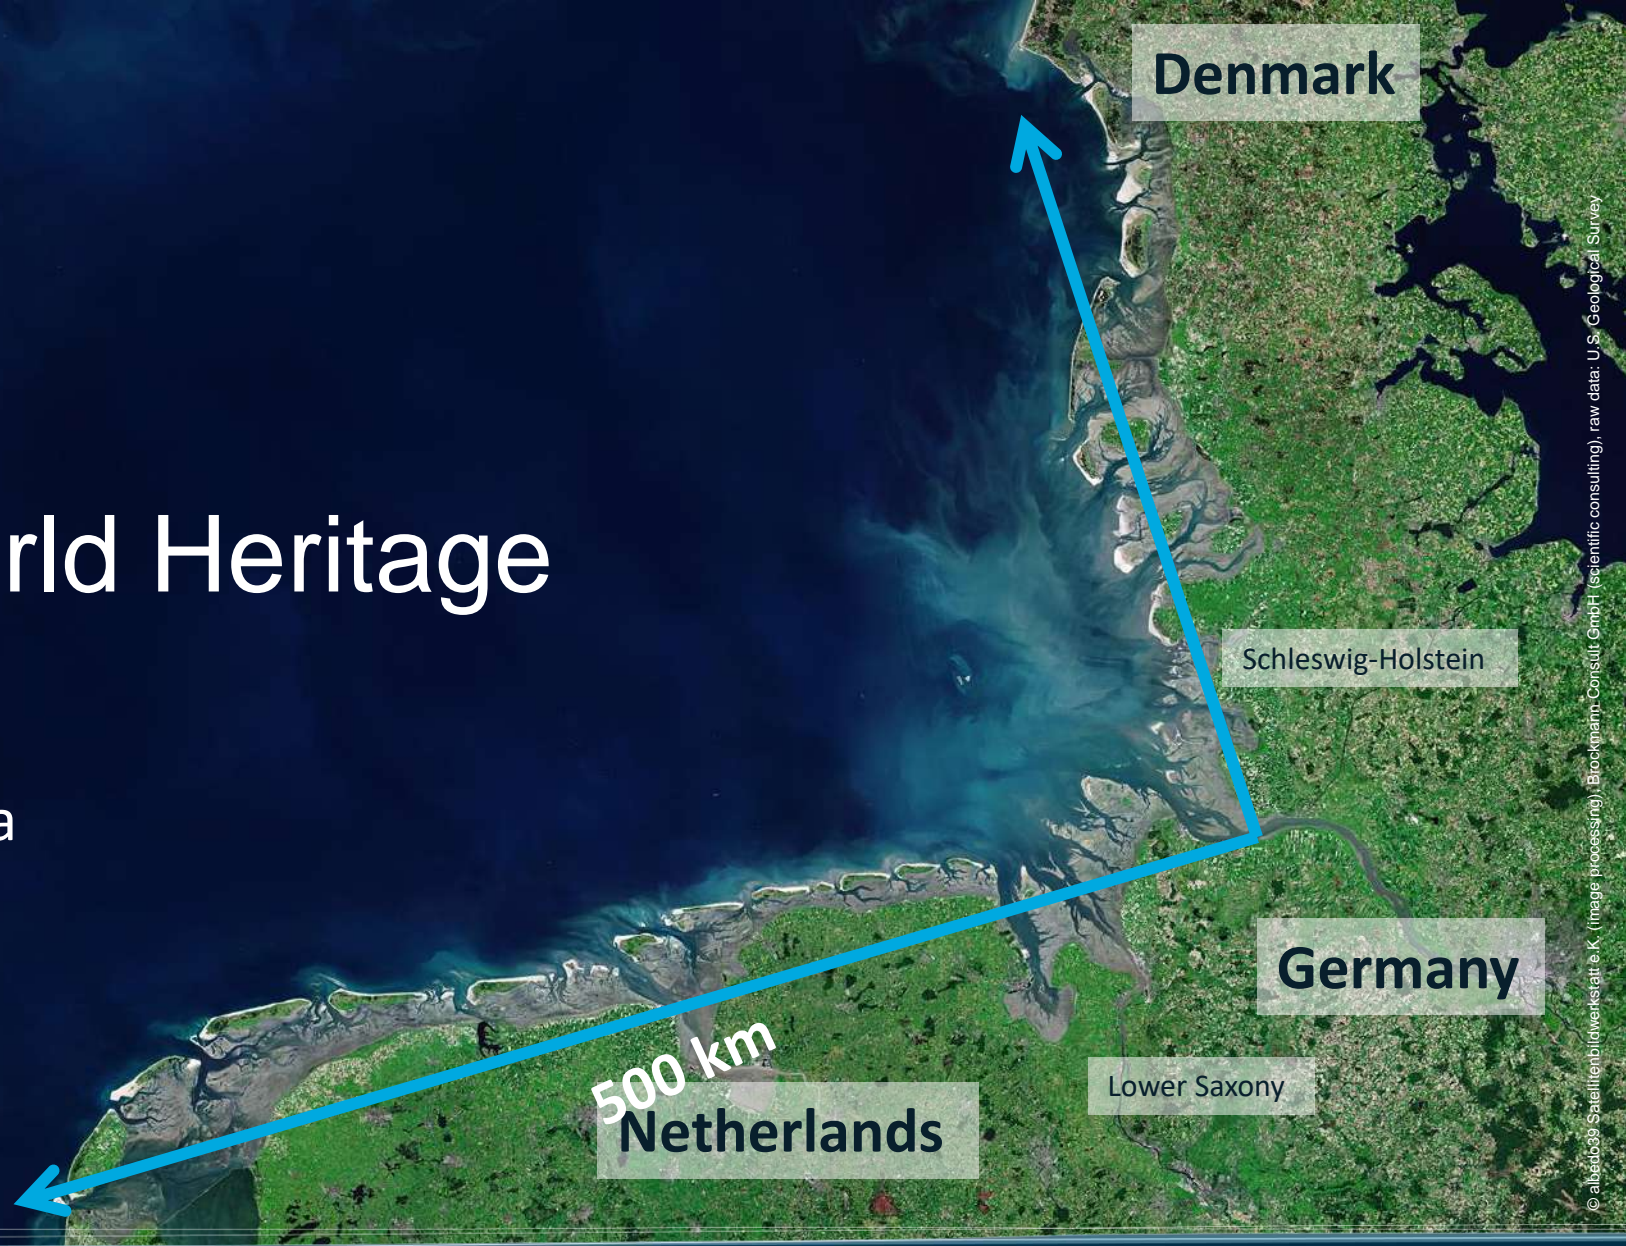 Denmark
rld Heritage
Schleswig-Holstein
a
Germany
500 km
Lower Saxony
Netherlands
© albedo39 Satellitenbildwerkstatt e.K. (image processing), Brockmann Consult GmbH (scientific consulting), raw data: U.S. Geological Survey